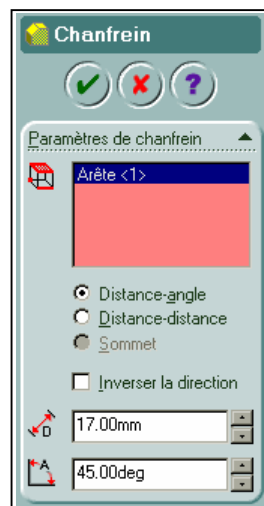 Chanfrein
?
Paramètres de chanfrein
Arête <1>
Distance-angle
Distance-distance
Sommet
Inverser la direction
D
17.00mm
A
45.00deg